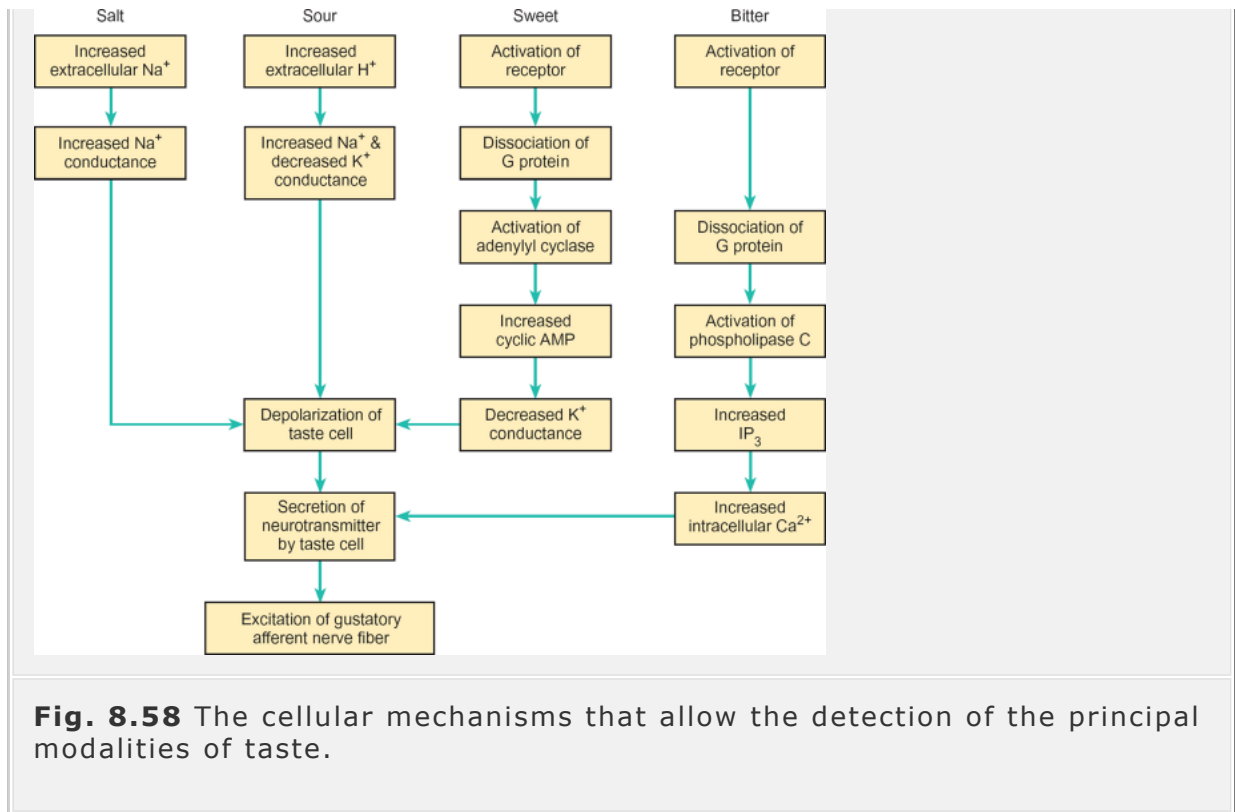 Salt
Sour
Sweet
Bitter
Increased
extracellular Na⁺
Increased
extracellular H⁺
Activation of
receptor
Activation of
receptor
Increased Na⁺
conductance
Increased Na⁺ &
decreased K⁺
conductance
Dissociation of
G protein
Activation of
adenylyl cyclase
Dissociation of
G protein
Increased
cyclic AMP
Activation of
phospholipase C
Depolarization of
taste cell
Decreased K⁺
conductance
Increased
IP₃
Secretion of
neurotransmitter
by taste cell
Increased
intracellular Ca²⁺
Excitation of gustatory
afferent nerve fiber
Fig. 8.58 The cellular mechanisms that allow the detection of the principal
modalities of taste.